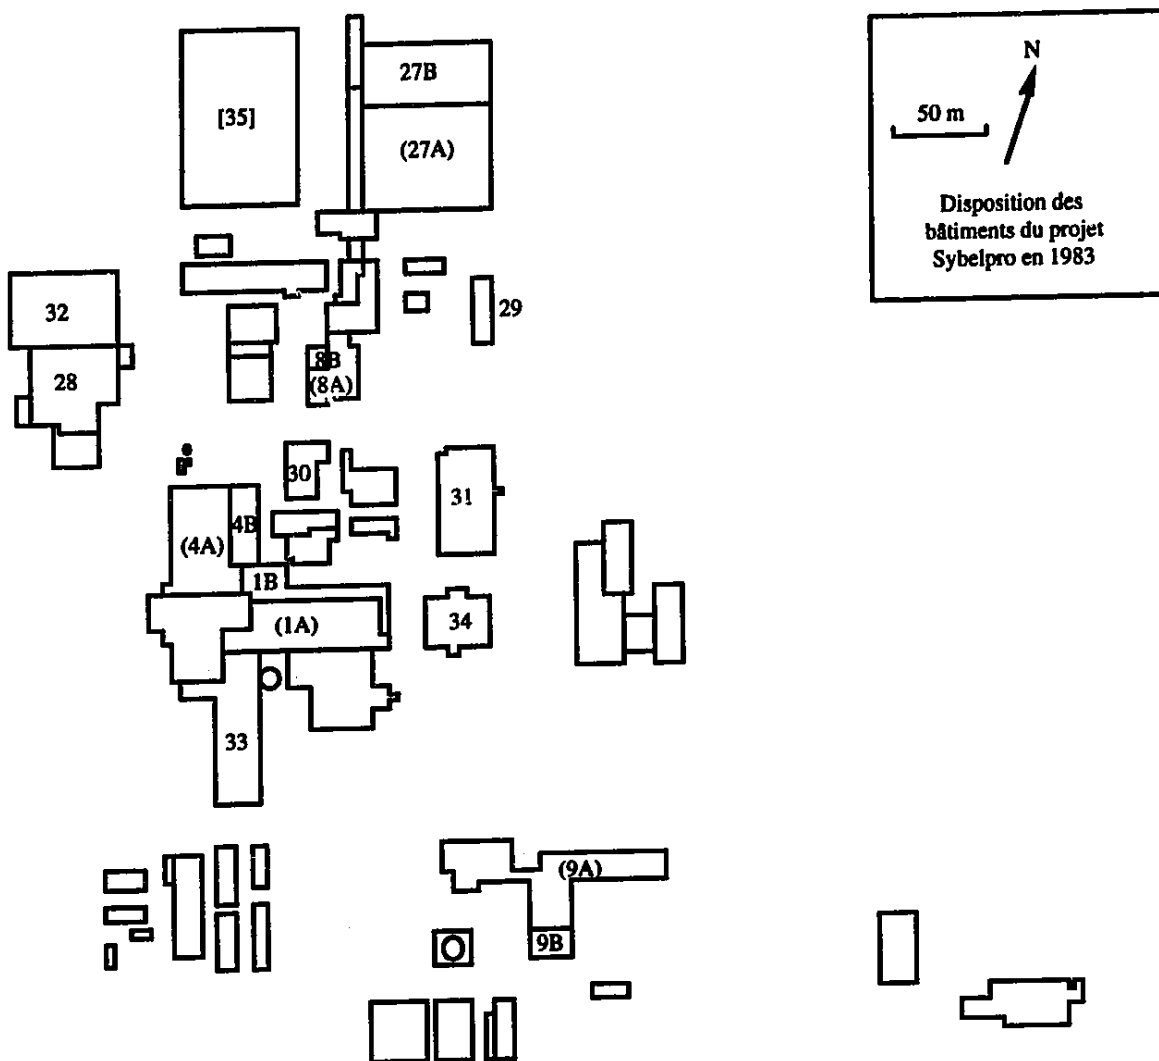 27B
[35]
(27A)
N
50 m
Disposition des
bâtiments du projet
Sybelpro en 1983
32
29
8B
28
(8A)
30
31
4B
(4A)
1B
(1A)
34
33
(9A)
9B